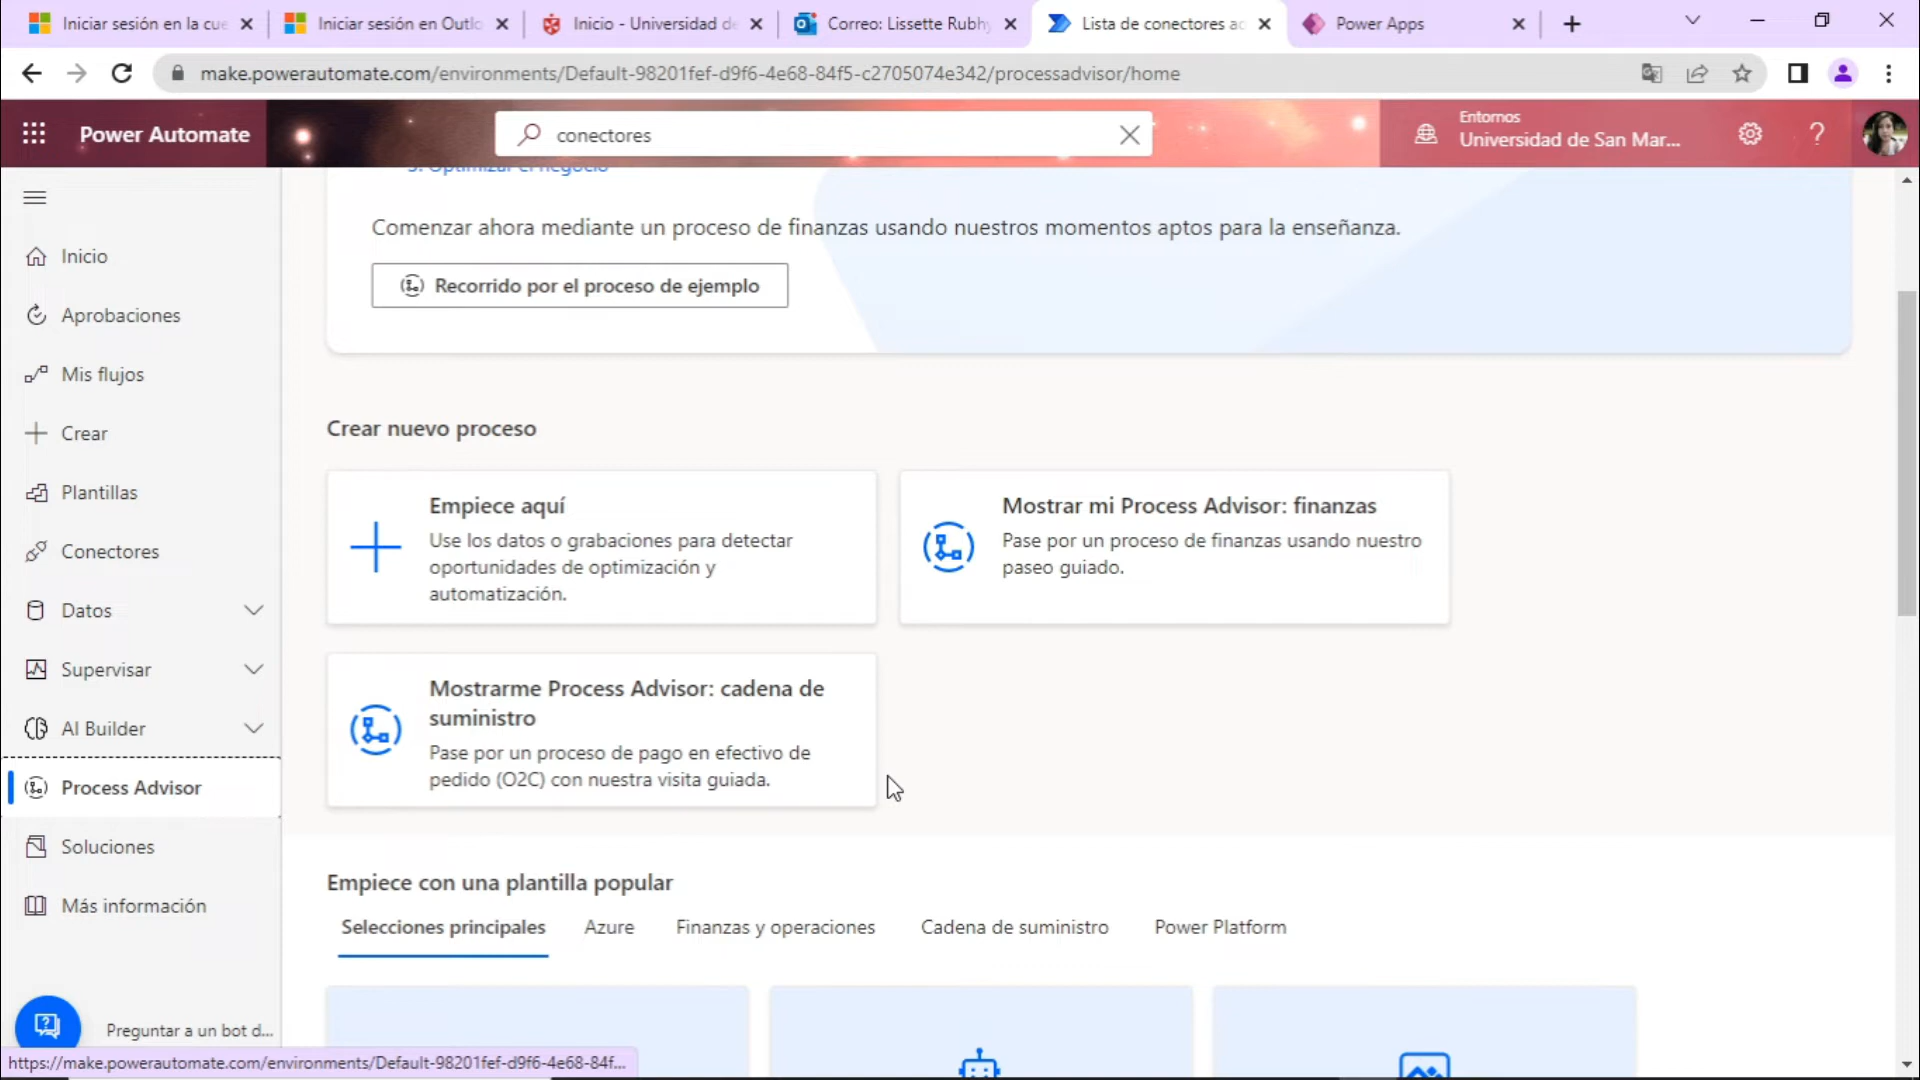 Iniciar sesión en la cue
Iniciar sesión en Outlo
Inicio - Universidad de
Correo: Lissette Rubhy
Lista de conectores ac
Power Apps
make.powerautomate.com/environments/Default-98201fef-d9f6-4e68-84f5-c2705074e342/processadvisor/home
Power Automate
conectores
Entornos
Universidad de San Mar...
3. Optimizar el negocio
Comenzar ahora mediante un proceso de finanzas usando nuestros momentos aptos para la enseñanza.
Recorrido por el proceso de ejemplo
Inicio
Aprobaciones
Mis flujos
Crear
Plantillas
Conectores
Datos
Supervisar
AI Builder
Process Advisor
Soluciones
Más información
Preguntar a un bot d...
Crear nuevo proceso
Empiece aquí
Use los datos o grabaciones para detectar
oportunidades de optimización y
automatización.
Mostrar mi Process Advisor: finanzas
Pase por un proceso de finanzas usando nuestro
paseo guiado.
Mostrarme Process Advisor: cadena de
suministro
Pase por un proceso de pago en efectivo de
pedido (O2C) con nuestra visita guiada.
Empiece con una plantilla popular
Selecciones principales
Azure
Finanzas y operaciones
Cadena de suministro
Power Platform
https://make.powerautomate.com/environments/Default-98201fef-d9f6-4e68-84f...